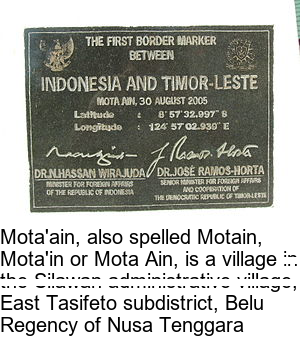 THE FIRST BORDER MARKER
BETWEEN
INDONESIA AND TIMOR-LESTE
MOTA AIN, 30 AUGUST 2005
Latitude : 8° 57' 32.997" S
Longitude : 124° 57' 02.939" E
DR.N.HASSAN WIRAJUDA
MINISTER FOR FOREIGN AFFAIRS
OF THE REPUBLIC OF INDONESIA
DR.JOSÉ RAMOS-HORTA
SENIOR MINISTER FOR FOREIGN AFFAIRS
AND COOPERATION OF
THE DEMOCRATIC REPUBLIC OF TIMOR-LESTE
Mota'ain, also spelled Motain,
Mota'in or Mota Ain, is a village in
the Silawan administrative village,
East Tasifeto subdistrict, Belu
Regency of Nusa Tenggara